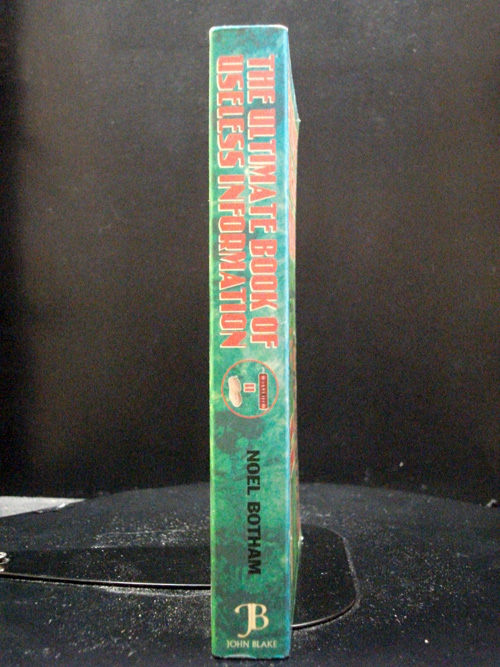 THE ULTIMATE BOOK OF
USELESS INFORMATION
NOEL BOTHAM
JB
JOHN BLAKE